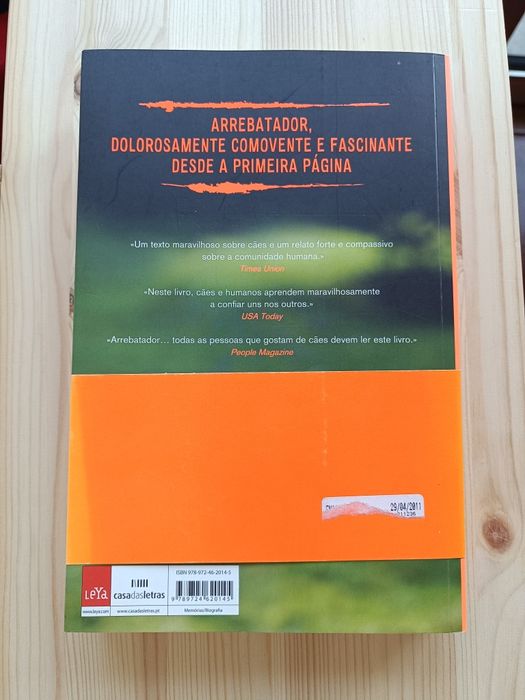 ARREBATADOR,
DOLOROSAMENTE COMOVENTE E FASCINANTE
DESDE A PRIMEIRA PÁGINA
«Um texto maravilhoso sobre cães e um relato forte e compassivo
sobre a comunidade humana.»
Times Union
«Neste livro, cães e humanos aprendem maravilhosamente
a confiar uns nos outros.»
USA Today
«Arrebatador... todas as pessoas que gostam de cães devem ler este livro.»
People Magazine
29/04/2011
ISBN 978-972-46-2014-5
LEYA
www.leya.com
casadasletras
www.casadasletras.pt
9 789724 620145
Memórias/Biografia